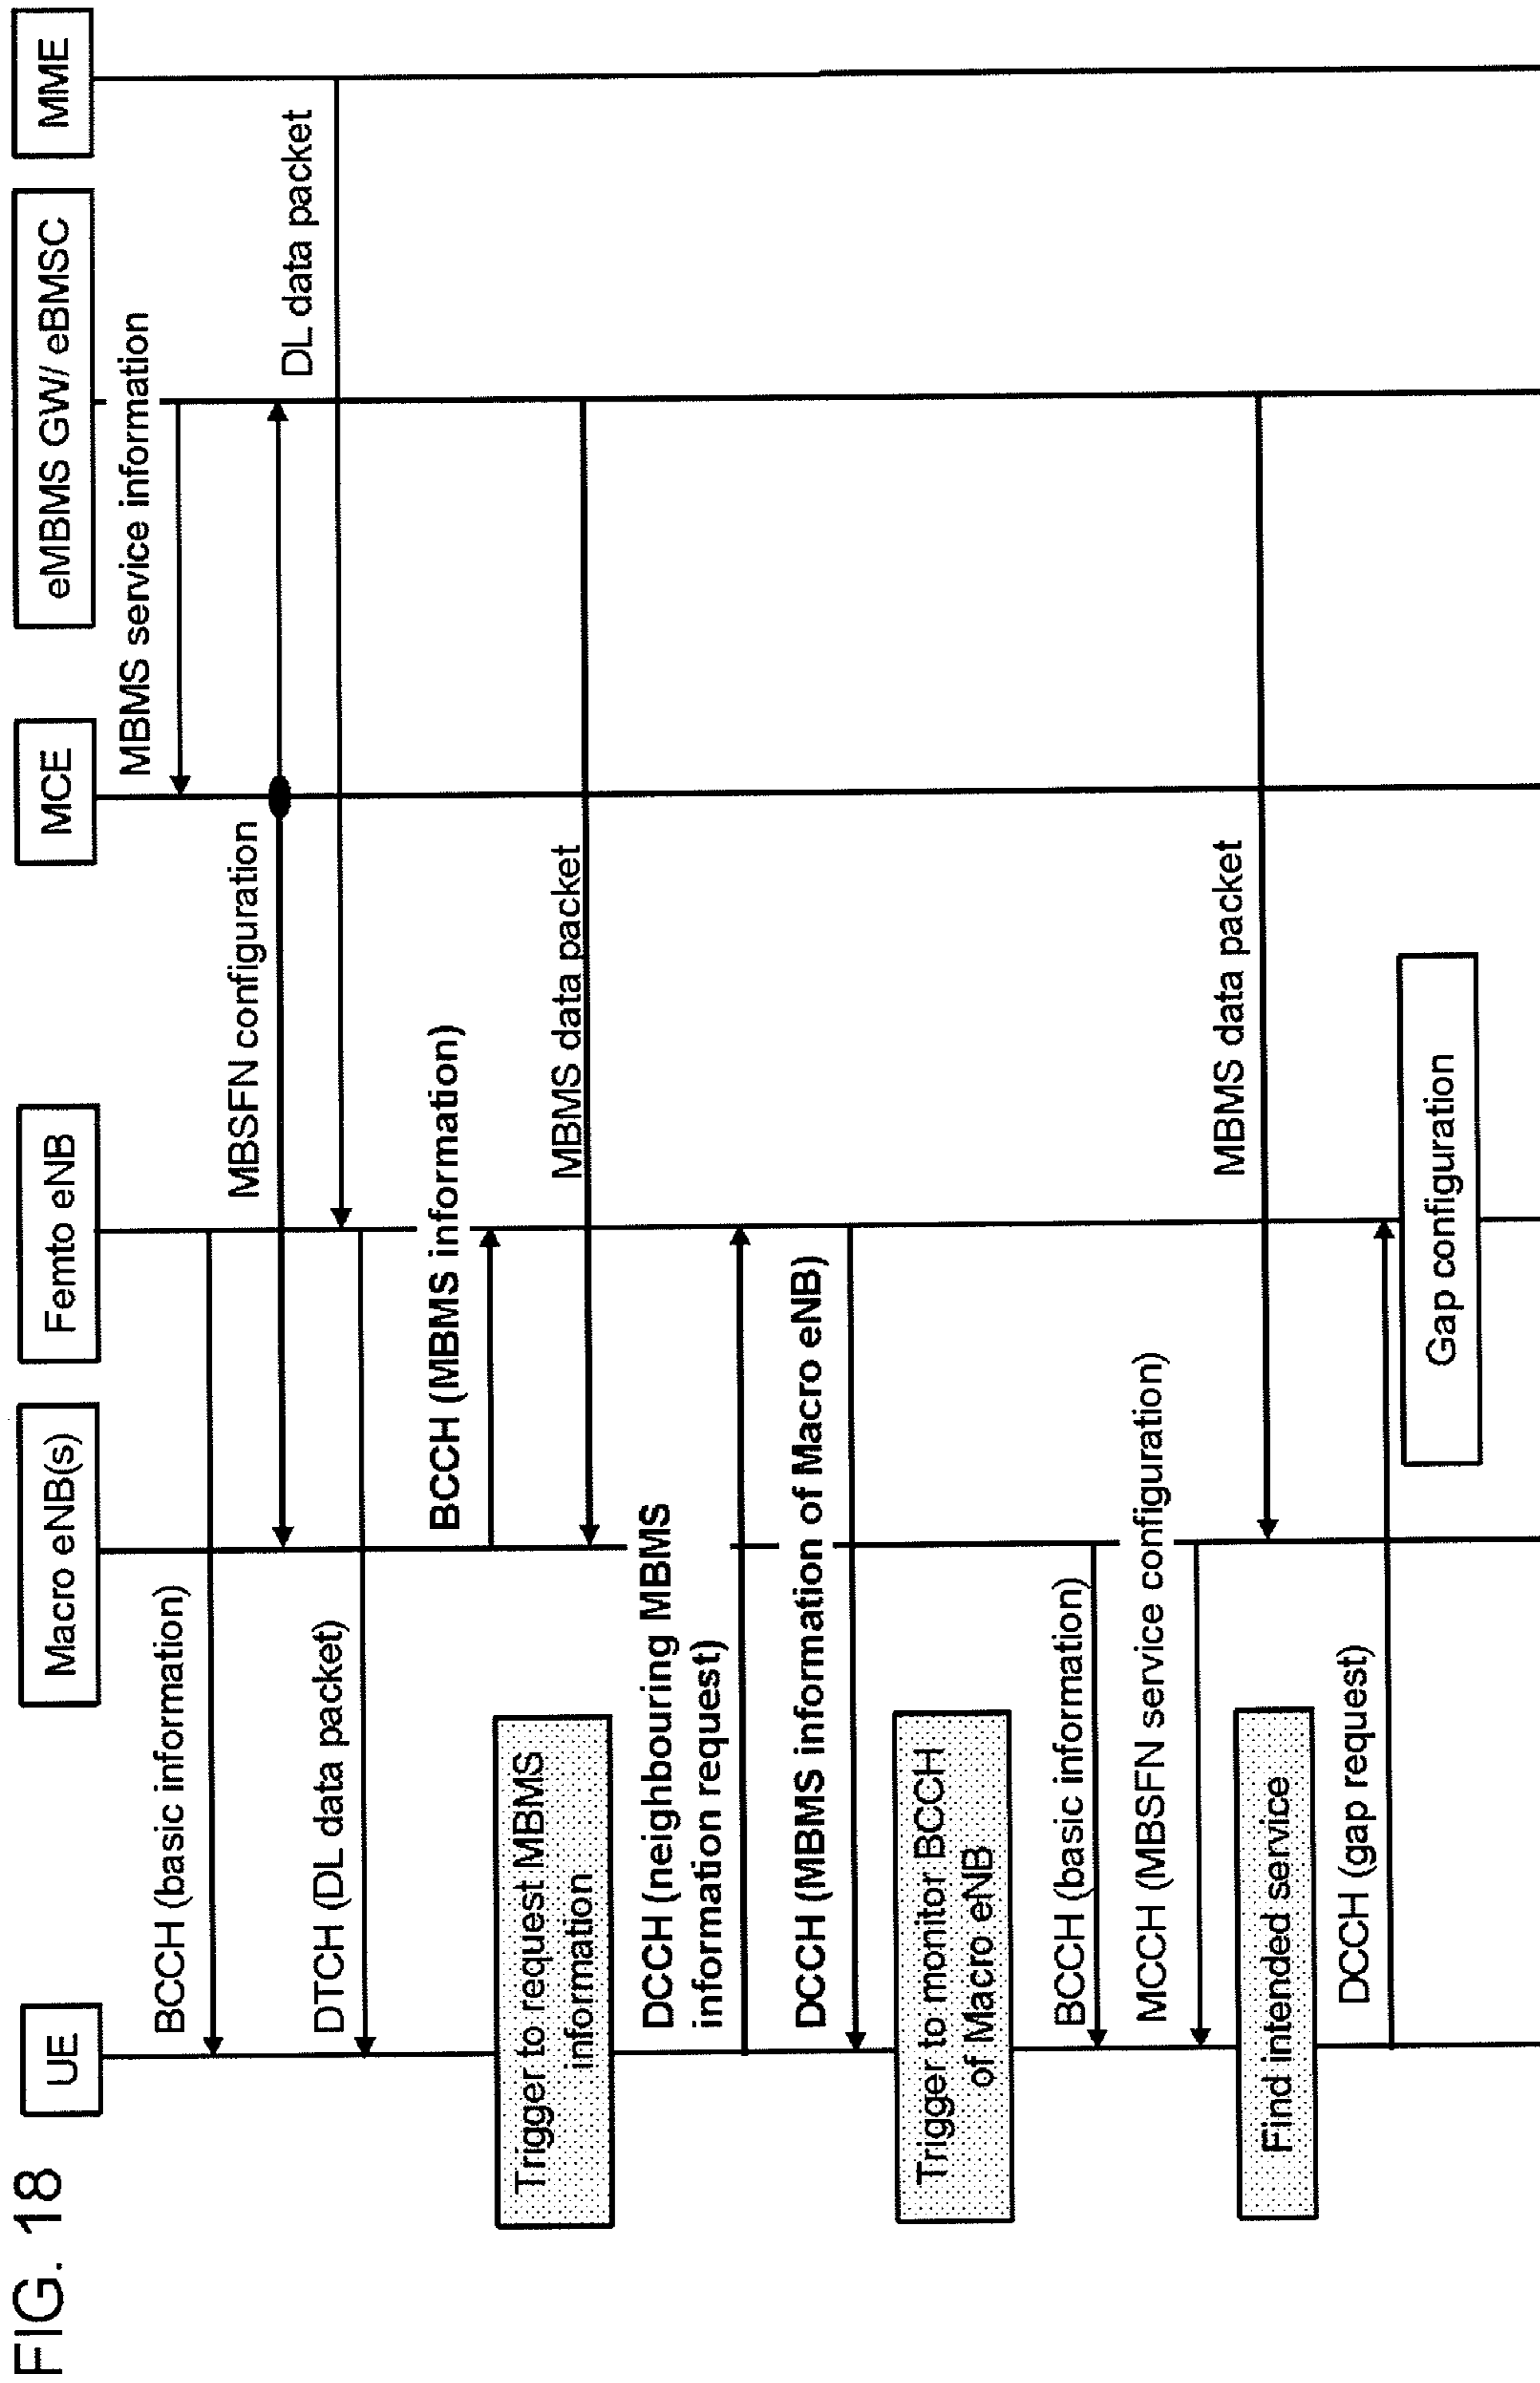 FIG. 18
UE
Macro eNB(s)
Femto eNB
MCE
eMBMS GW/ eBMSC
MME
MBMS service information
BCCH (basic information)
MBSFN configuration
DL data packet
DTCH (DL data packet)
BCCH (MBMS information)
Trigger to request MBMS
information
MBMS data packet
DCCH (neighbouring MBMS
information request)
DCCH (MBMS information of Macro eNB)
Trigger to monitor BCCH
of Macro eNB
BCCH (basic information)
MCCH (MBSFN service configuration)
MBMS data packet
Find intended service
DCCH (gap request)
Gap configuration